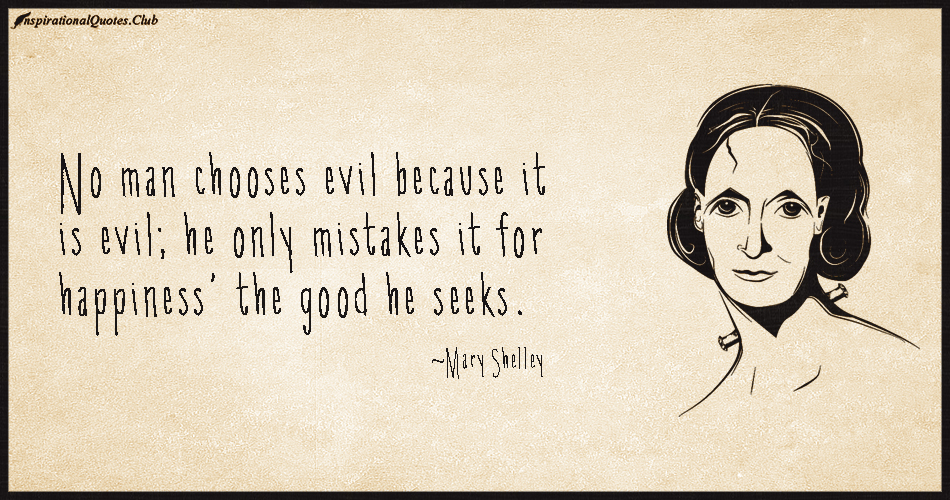 InspirationalQuotes.Club
No man chooses evil because it
is evil; he only mistakes it for
happiness' the good he seeks.
~Mary Shelley